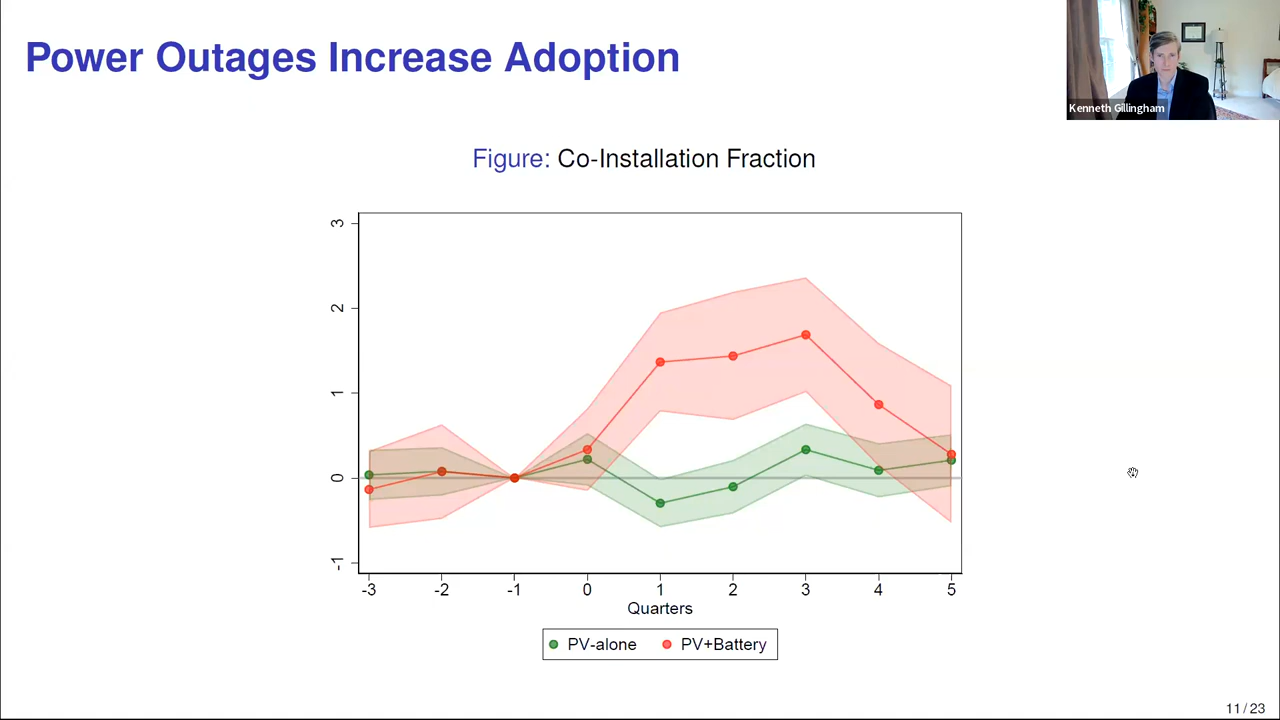 Power Outages Increase Adoption
Kenneth Gillingham
Figure: Co-Installation Fraction
3
2
1
0
-1
-3 -2 -1 0 1 2 3 4 5
Quarters
PV-alone PV+Battery
11 / 23